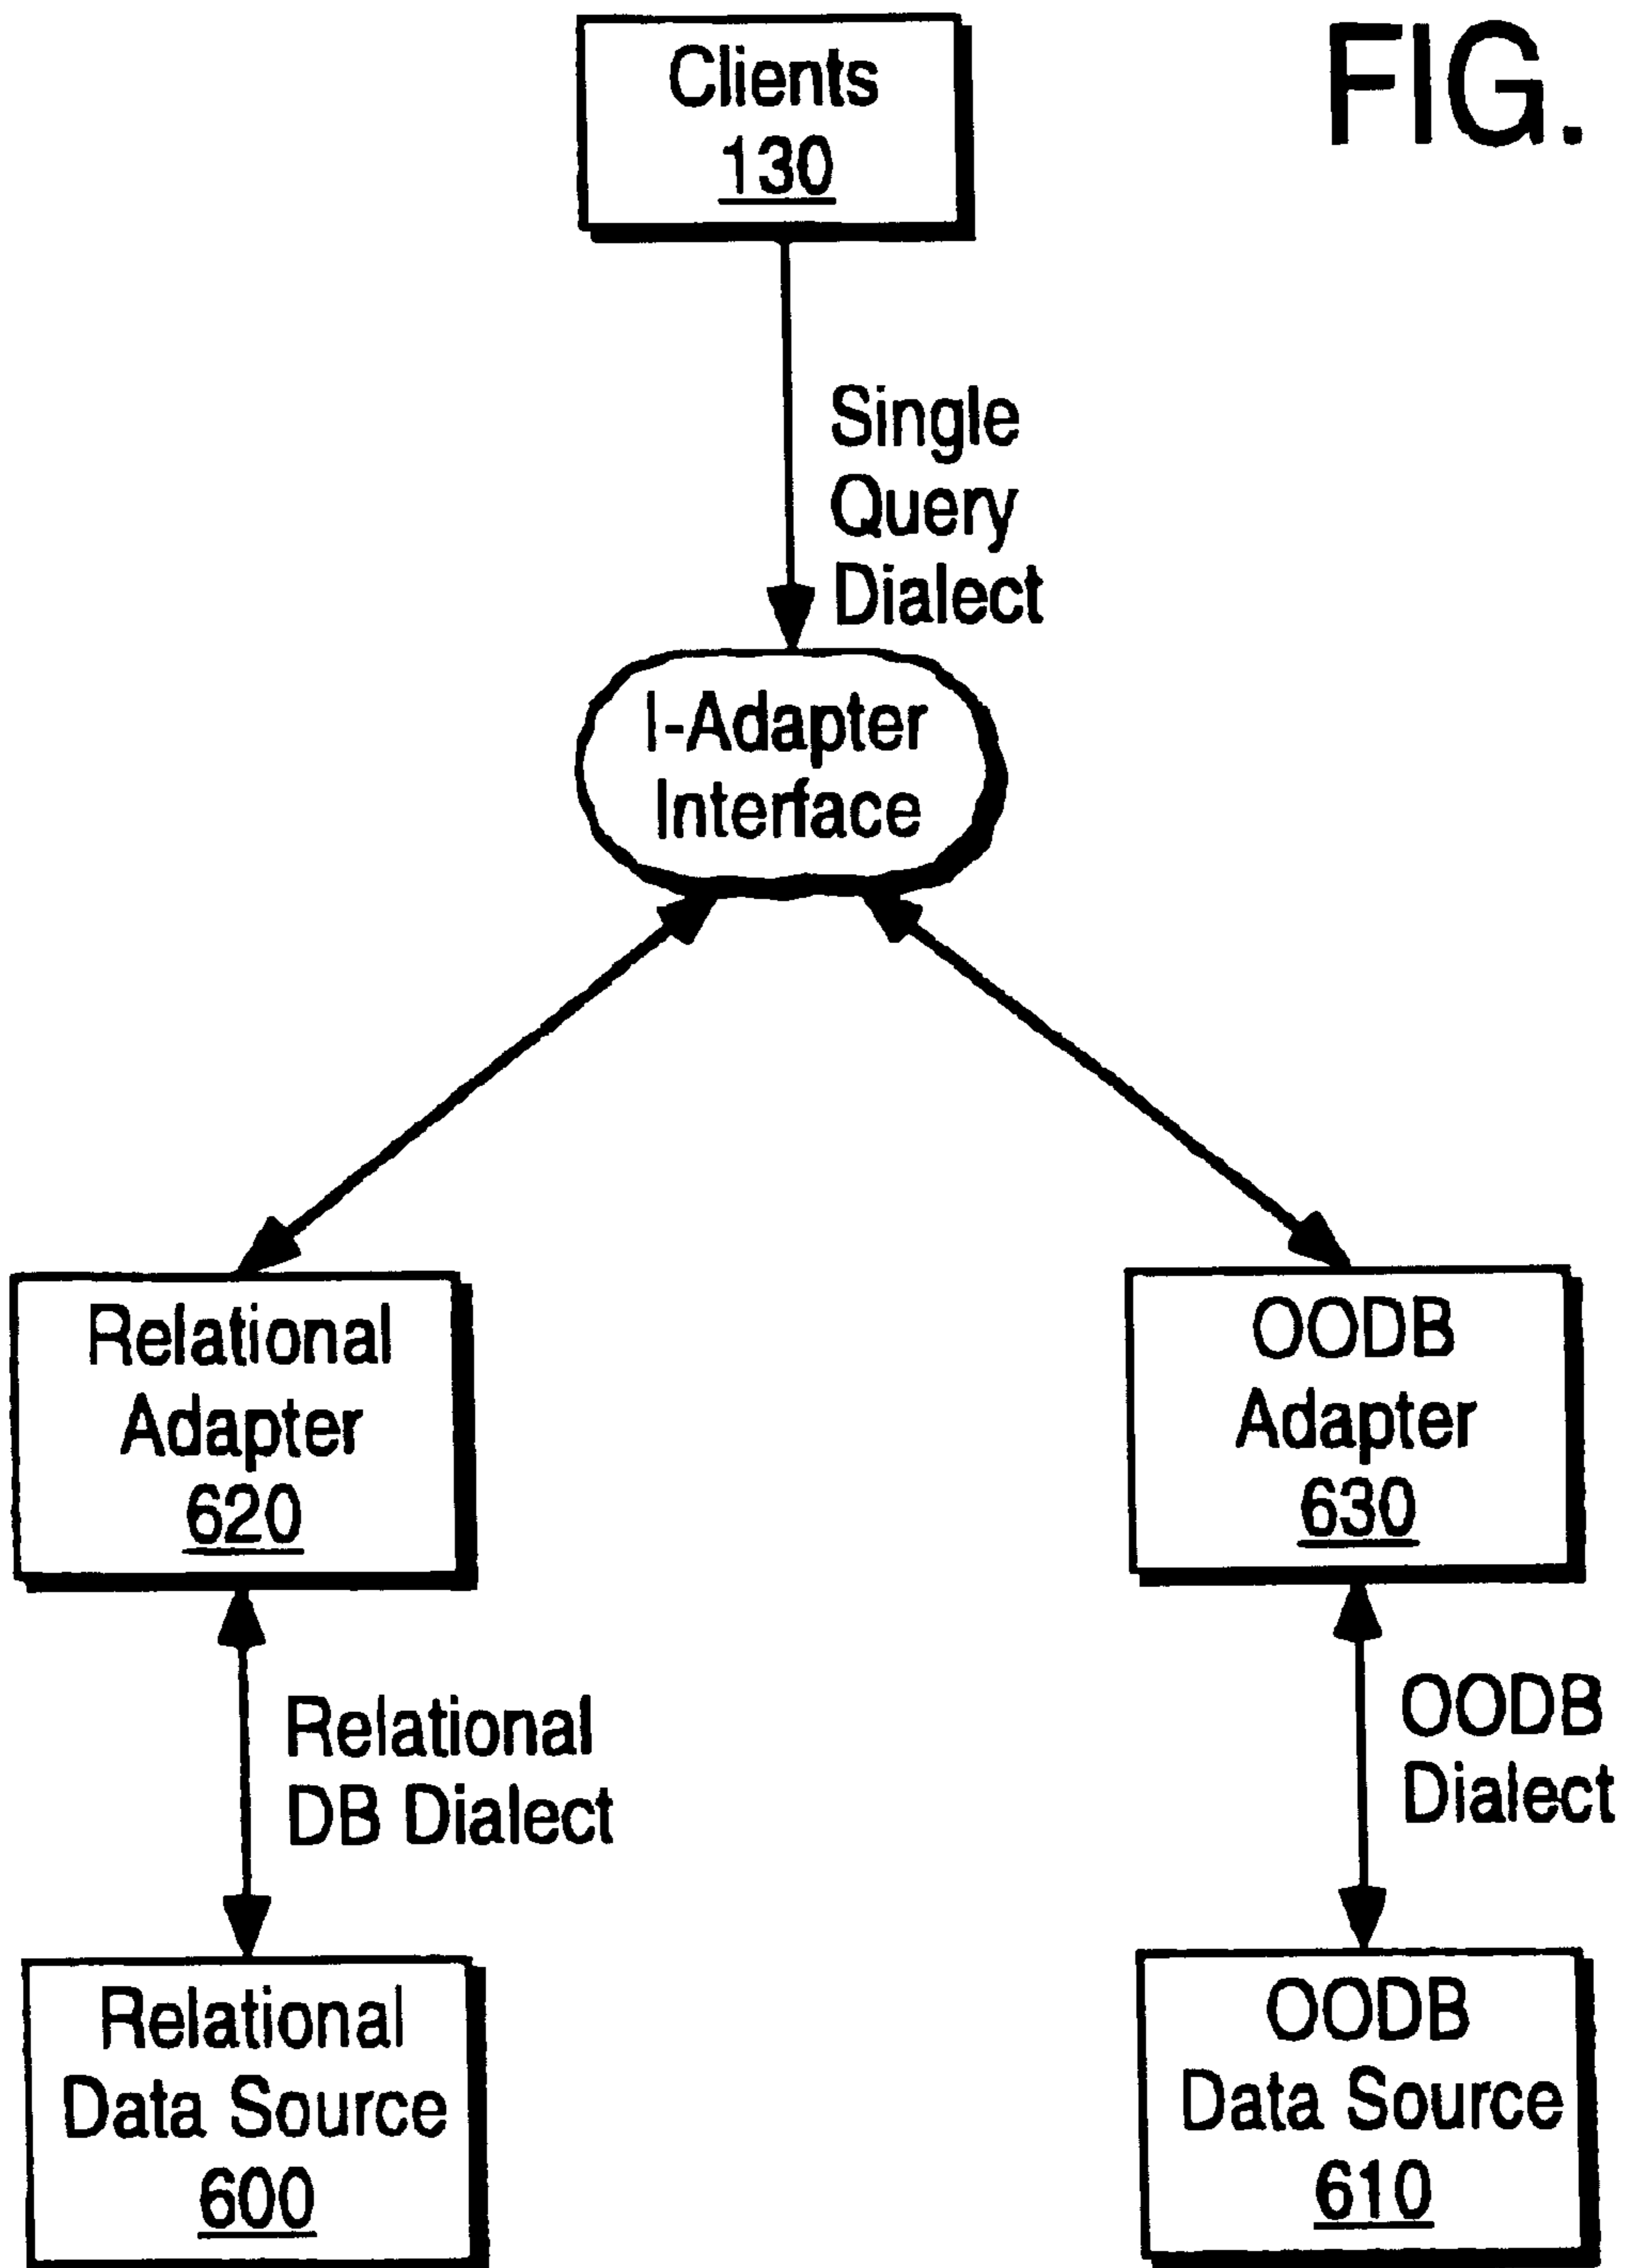 FIG.
Clients
130
Single
Query
Dialect
I-Adapter
Interface
Relational
Adapter
620
OODB
Adapter
630
Relational
DB Dialect
OODB
Dialect
Relational
Data Source
600
OODB
Data Source
610